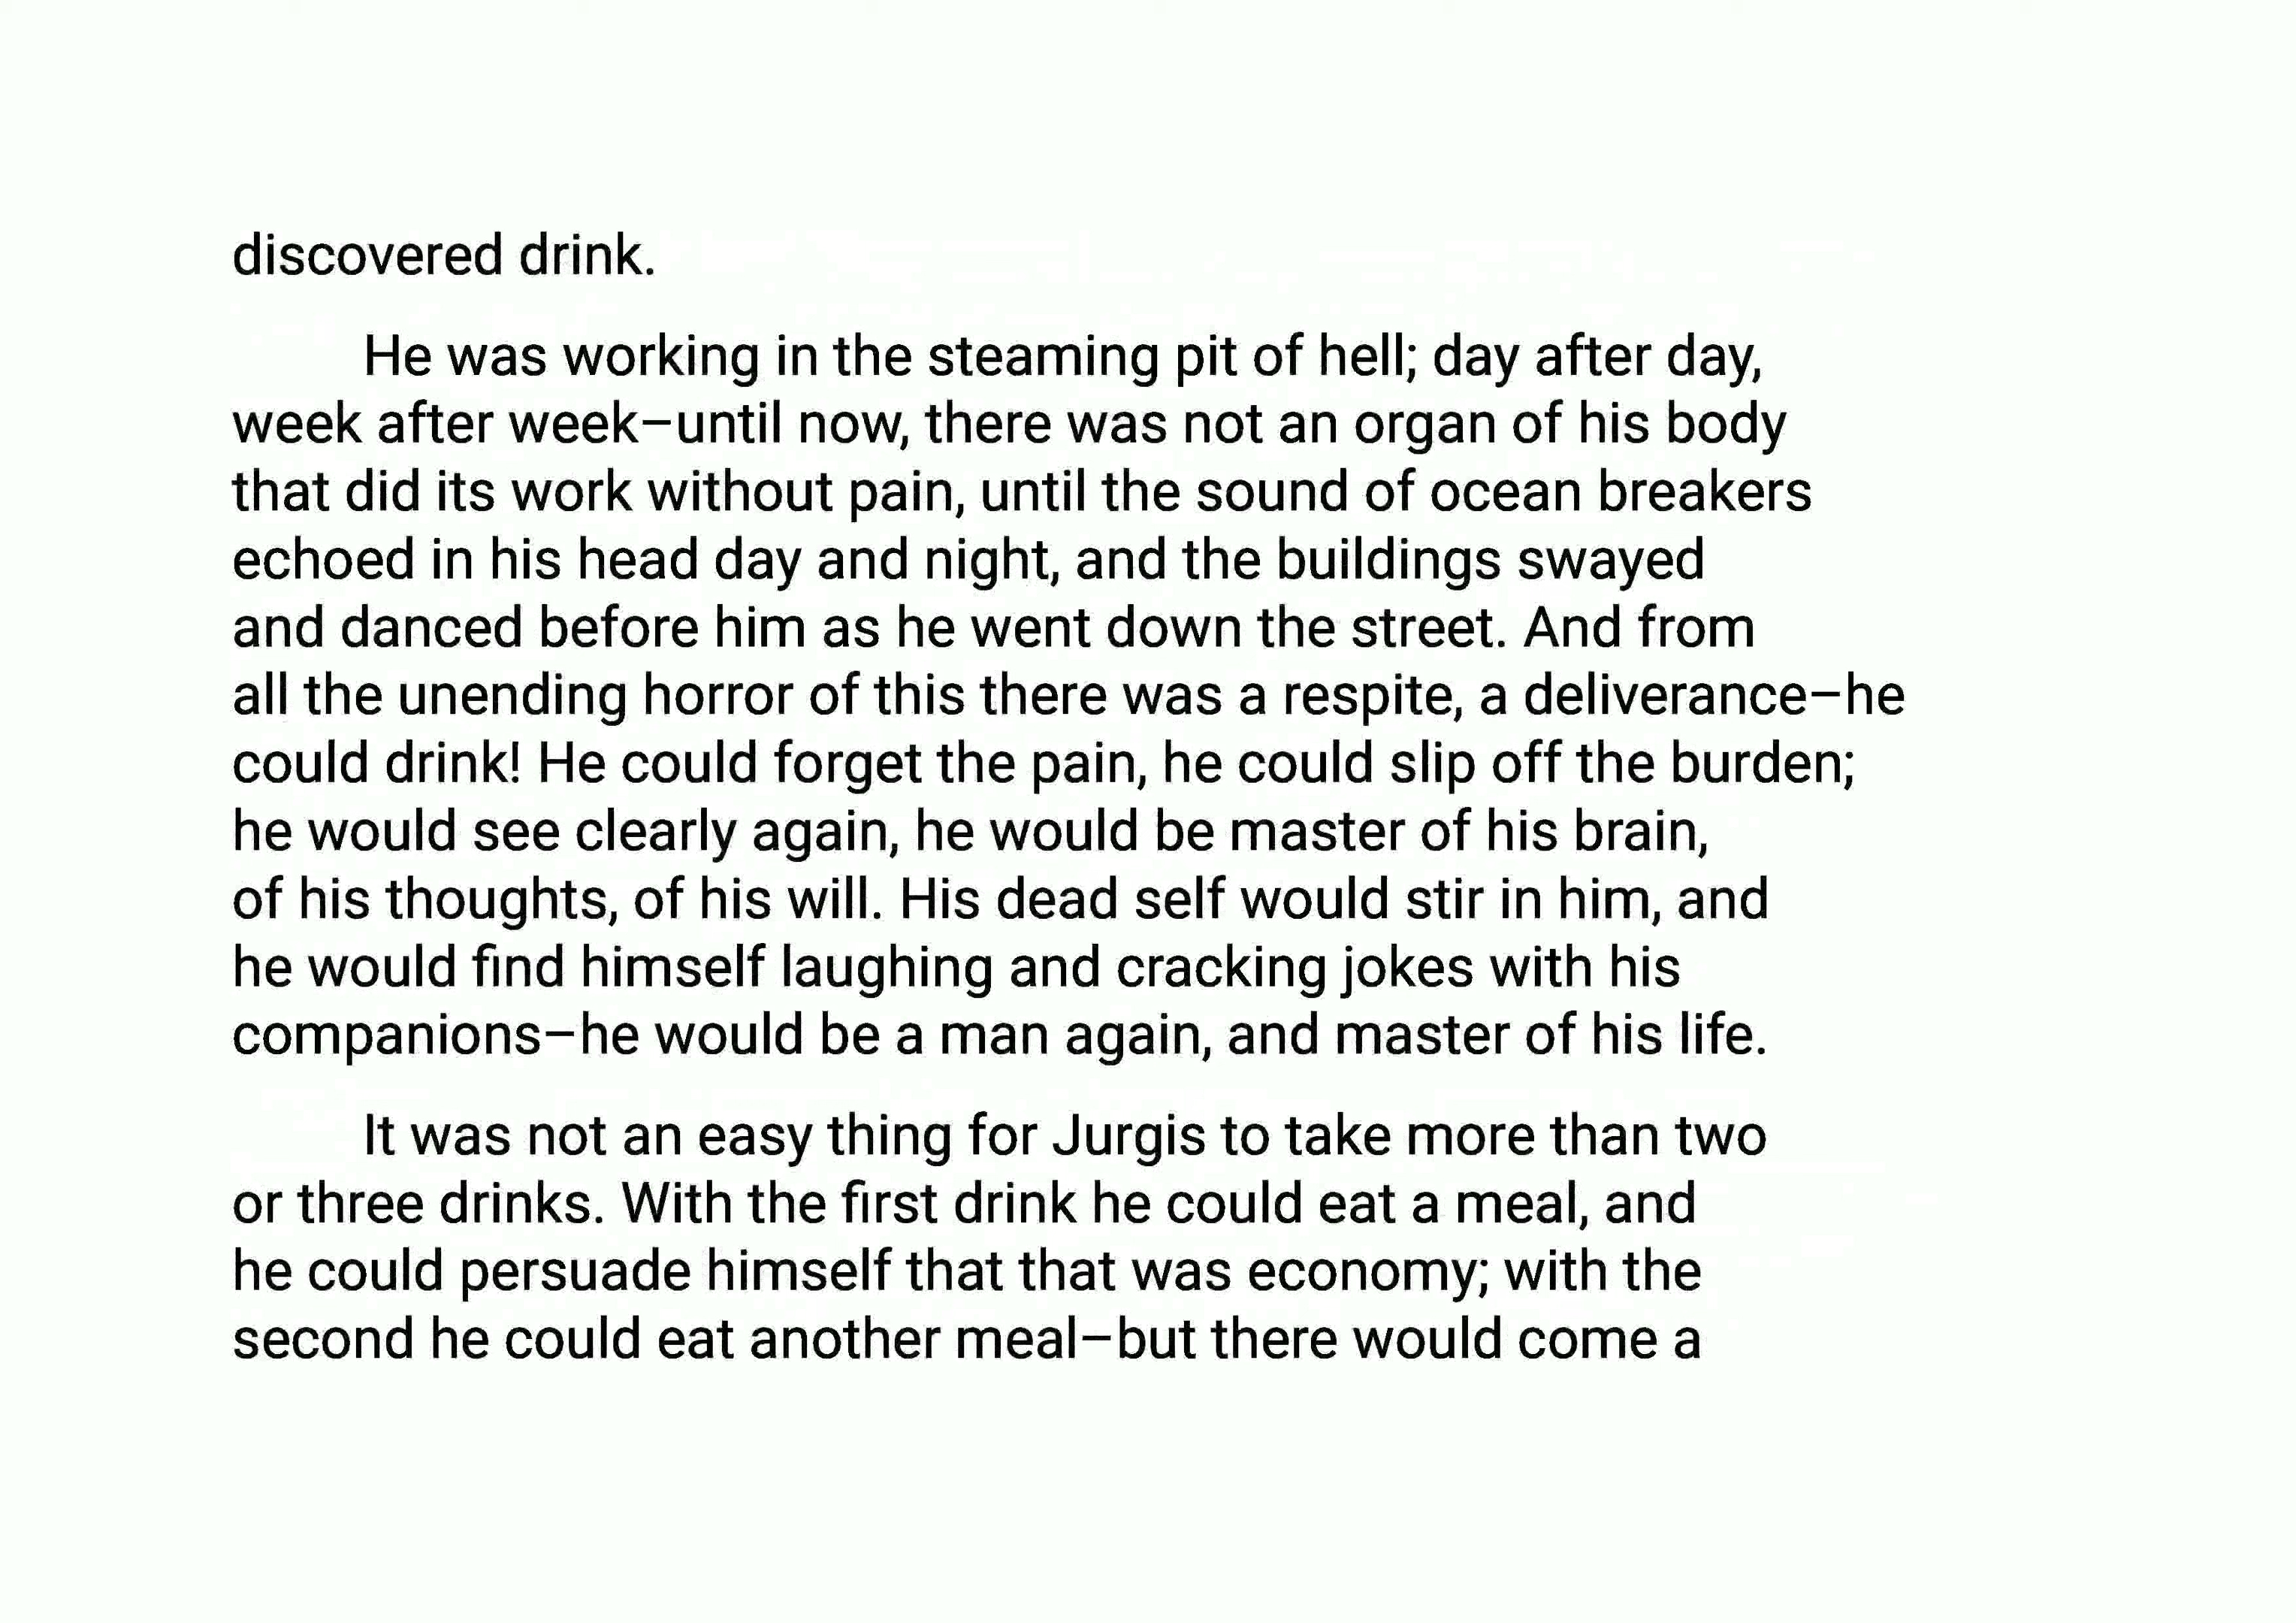 discovered drink.
He was working in the steaming pit of hell; day after day,
week after week–until now, there was not an organ of his body
that did its work without pain, until the sound of ocean breakers
echoed in his head day and night, and the buildings swayed
and danced before him as he went down the street. And from
all the unending horror of this there was a respite, a deliverance–he
could drink! He could forget the pain, he could slip off the burden;
he would see clearly again, he would be master of his brain,
of his thoughts, of his will. His dead self would stir in him, and
he would find himself laughing and cracking jokes with his
companions–he would be a man again, and master of his life.
It was not an easy thing for Jurgis to take more than two
or three drinks. With the first drink he could eat a meal, and
he could persuade himself that that was economy; with the
second he could eat another meal–but there would come a